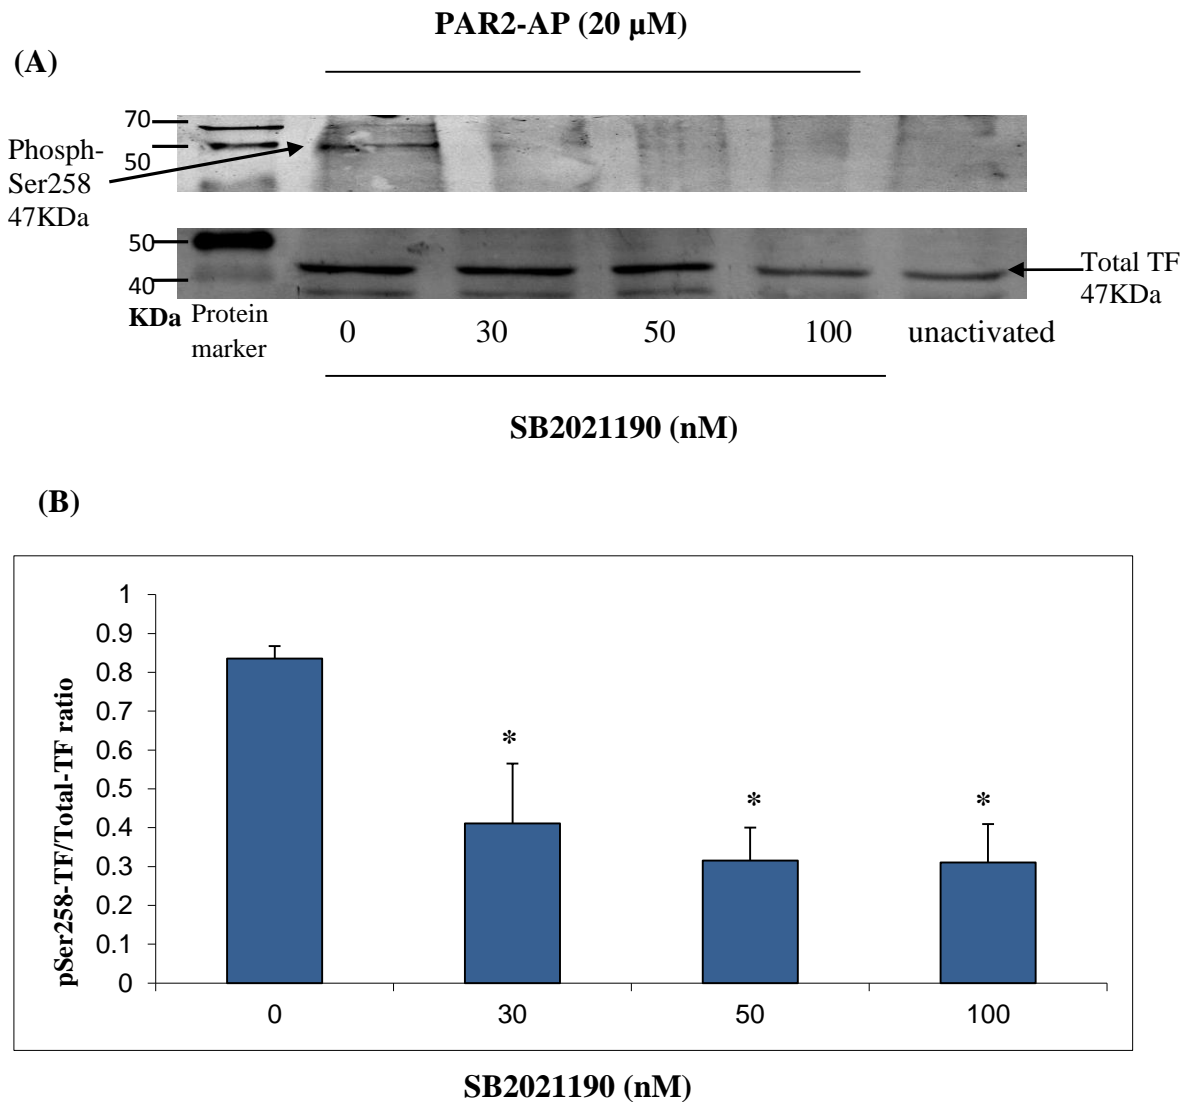 PAR2-AP (20 µM)
(A)
70
50
Phosph-
Ser258
47KDa
50
40
KDa
Protein
marker
0 30 50 100 unactivated
Total TF
47KDa
SB2021190 (nM)
(B)
pSer258-TF/Total-TF ratio
1
0.9
0.8
0.7
0.6
0.5
0.4
0.3
0.2
0.1
0
*
*
*
0 30 50 100
SB2021190 (nM)